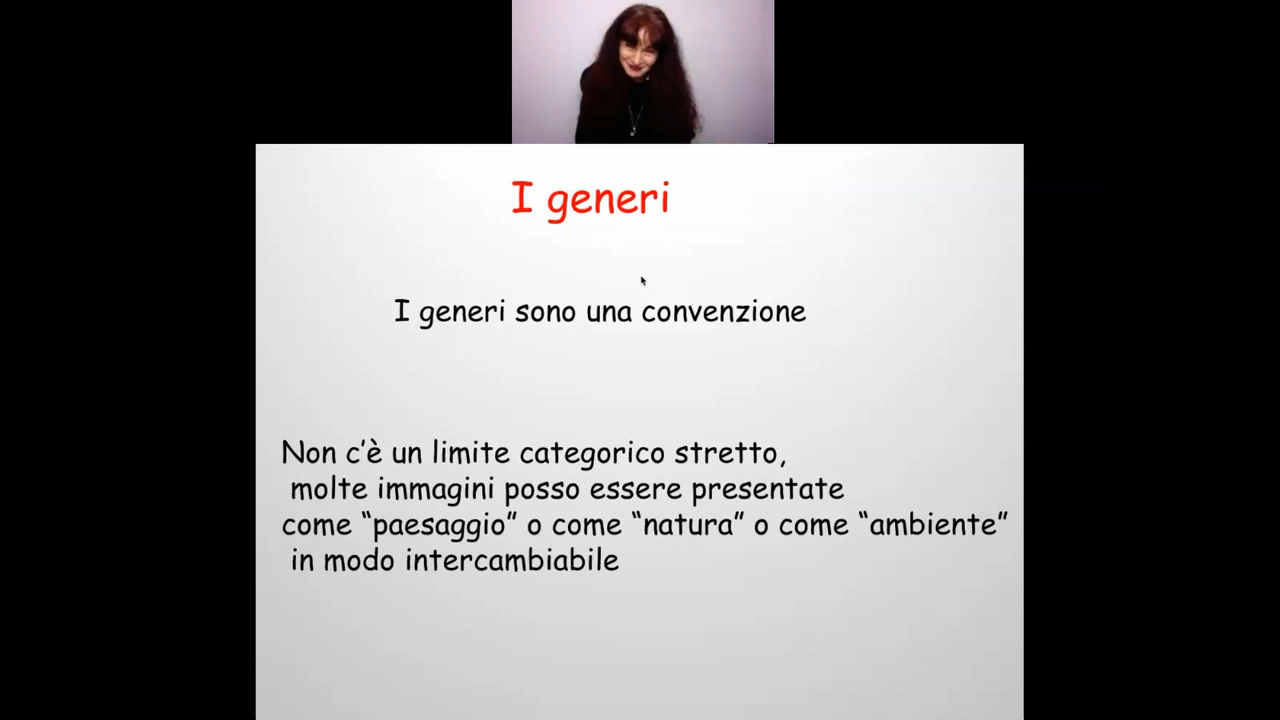 I generi
I generi sono una convenzione
Non c’è un limite categorico stretto,
molte immagini posso essere presentate
come “paesaggio” o come “natura” o come “ambiente”
in modo intercambiabile